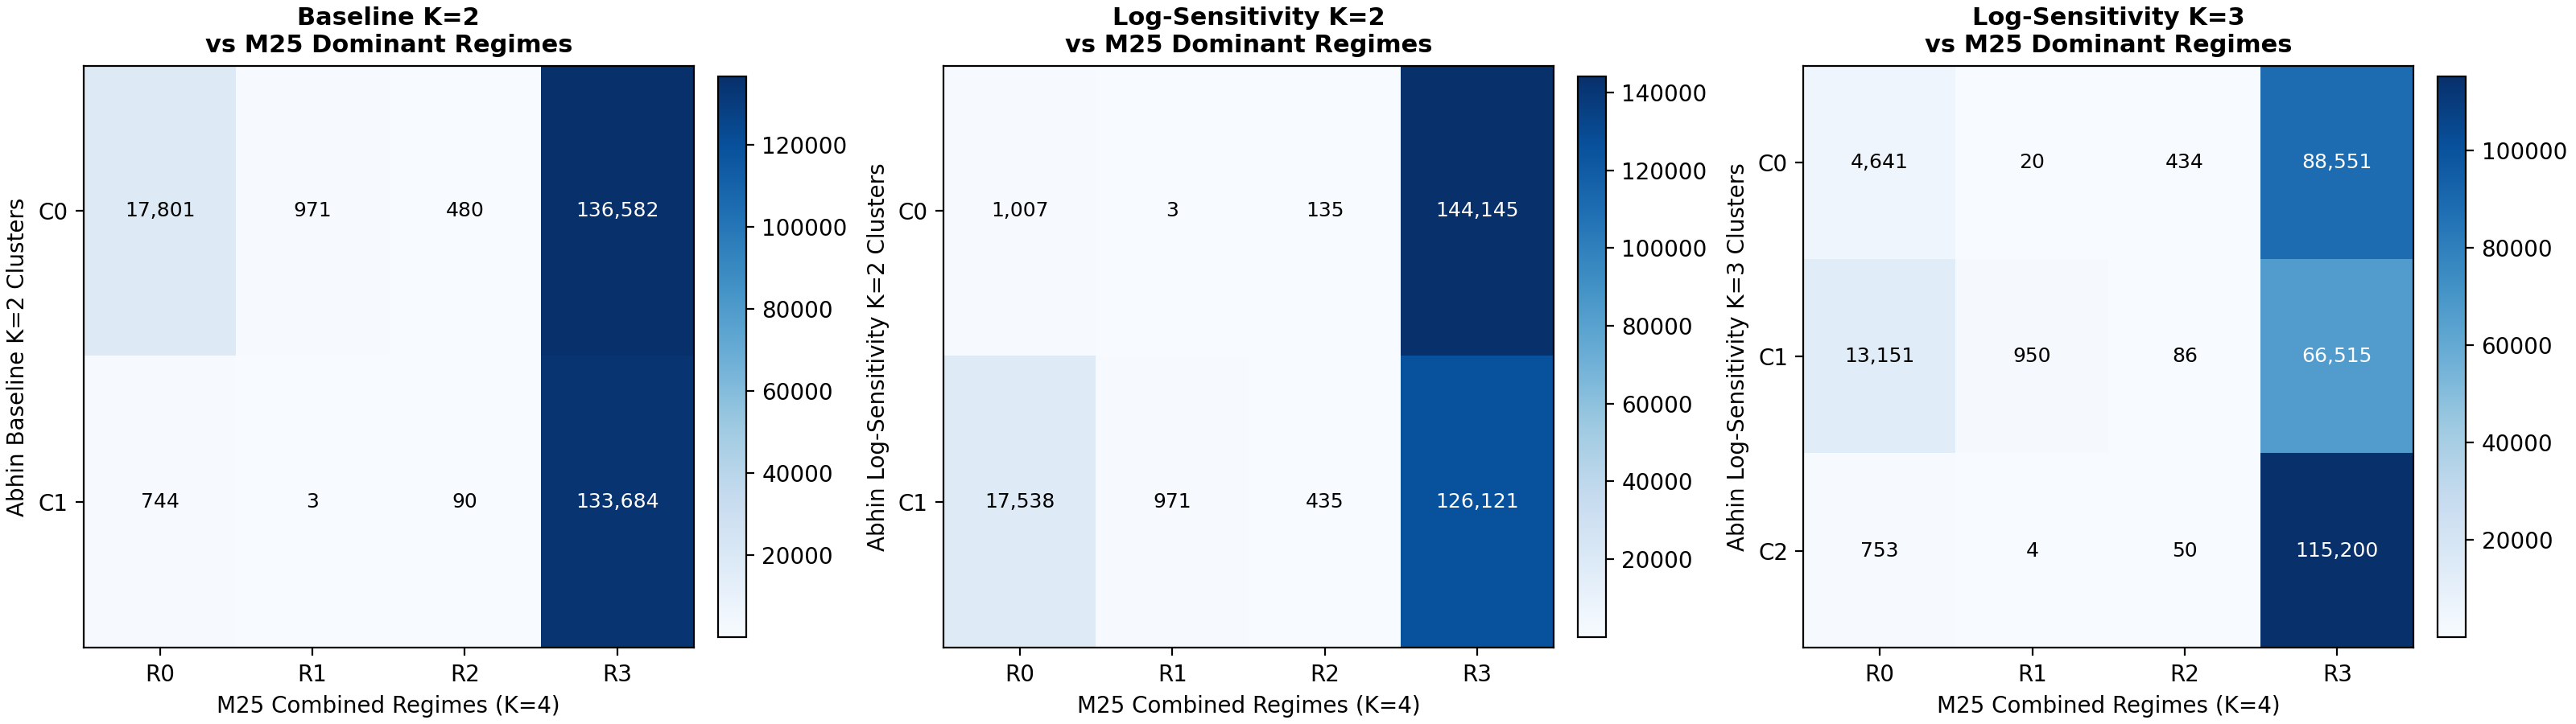 Baseline K=2
vs M25 Dominant Regimes
Abhin Baseline K=2 Clusters
C0
17,801
971
480
136,582
C1
744
3
90
133,684
R0
R1
R2
R3
M25 Combined Regimes (K=4)
120000
100000
80000
60000
40000
20000
Log-Sensitivity K=2
vs M25 Dominant Regimes
Abhin Log-Sensitivity K=2 Clusters
C0
1,007
3
135
144,145
C1
17,538
971
435
126,121
R0
R1
R2
R3
M25 Combined Regimes (K=4)
140000
120000
100000
80000
60000
40000
20000
Log-Sensitivity K=3
vs M25 Dominant Regimes
Abhin Log-Sensitivity K=3 Clusters
C0
4,641
20
434
88,551
C1
13,151
950
86
66,515
C2
753
4
50
115,200
R0
R1
R2
R3
M25 Combined Regimes (K=4)
100000
80000
60000
40000
20000